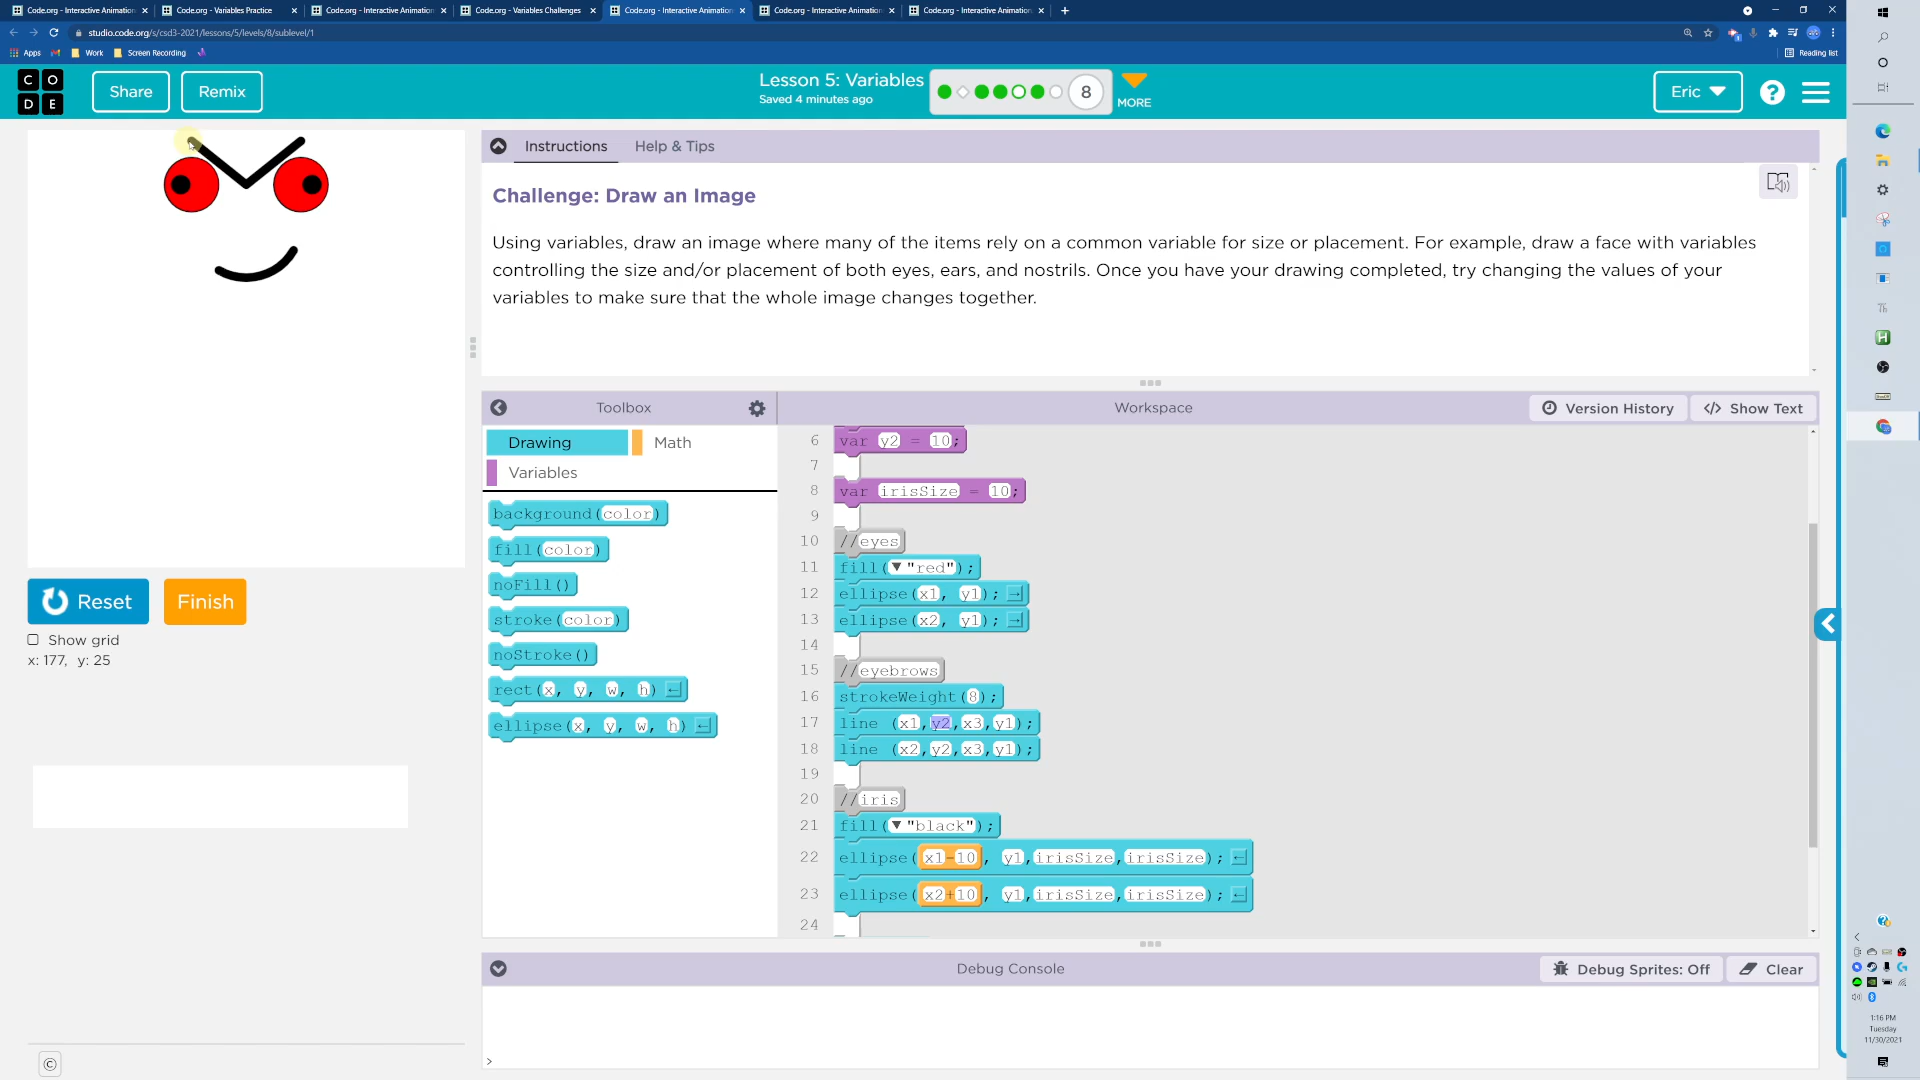 Code.org - Interactive Animation
Code.org - Variables Practice
Code.org - Interactive Animation
Code.org - Variables Challenges
Code.org - Interactive Animation
Code.org - Interactive Animation
Code.org - Interactive Animation
studio.code.org/s/csd3-2021/lessons/5/levels/8/sublevel/1
Apps
Work
Screen Recording
Reading list
C O
D E
Share
Remix
Lesson 5: Variables
Saved 4 minutes ago
8
MORE
Eric
?
Instructions
Help & Tips
Challenge: Draw an Image
Using variables, draw an image where many of the items rely on a common variable for size or placement. For example, draw a face with variables
controlling the size and/or placement of both eyes, ears, and nostrils. Once you have your drawing completed, try changing the values of your
variables to make sure that the whole image changes together.
Reset
Finish
Show grid
x: 177, y: 25
Toolbox
Drawing
Math
Variables
background(color)
fill(color)
noFill()
stroke(color)
noStroke()
rect(x, y, w, h)
ellipse(x, y, w, h)
Workspace
Version History
</> Show Text
6 var y2 = 10;
7
8 var irisSize = 10;
9
10 //eyes
11 fill("red");
12 ellipse(x1, y1);
13 ellipse(x2, y1);
14
15 //eyebrows
16 strokeWeight(8);
17 line (x1,y2,x3,y1);
18 line (x2,y2,x3,y1);
19
20 //iris
21 fill("black");
22 ellipse(x1-10, y1,irisSize,irisSize);
23 ellipse(x2+10, y1,irisSize,irisSize);
24
Debug Console
Debug Sprites: Off
Clear
>
©
1:16 PM
Tuesday
11/30/2021